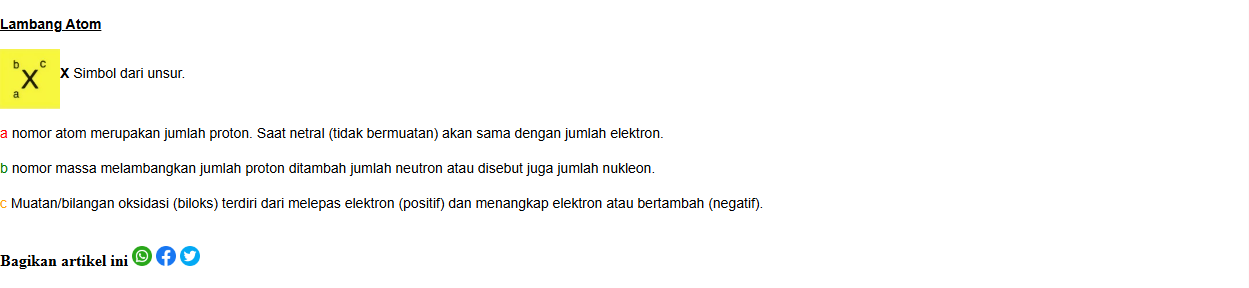 Lambang Atom
b c
X X Simbol dari unsur.
a
a nomor atom merupakan jumlah proton. Saat netral (tidak bermuatan) akan sama dengan jumlah elektron.
b nomor massa melambangkan jumlah proton ditambah jumlah neutron atau disebut juga jumlah nukleon.
c Muatan/bilangan oksidasi (biloks) terdiri dari melepas elektron (positif) dan menangkap elektron atau bertambah (negatif).
Bagikan artikel ini